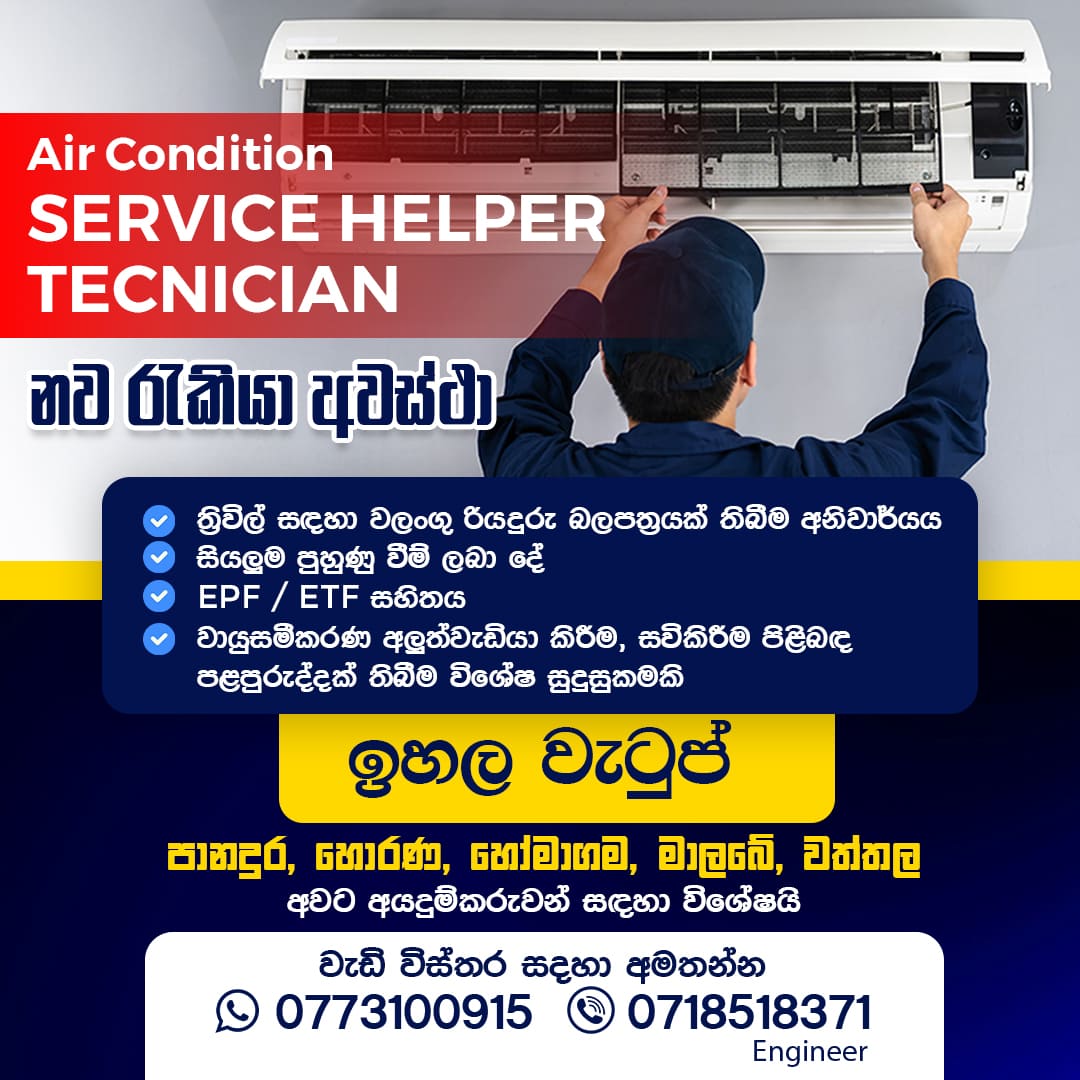 Air Condition
SERVICE HELPER
TECNICIAN
නව රැකියා අවස්ථා
ත්‍රිවිල් සඳහා වලංගු රියදුරු බලපත්‍රයක් තිබීම අනිවාර්යය
සියලුම පුහුණු වීම් ලබා දේ
EPF / ETF සහිතය
වායුසමීකරණ අලුත්වැඩියා කිරීම, සවිකිරීම පිළිබඳ
පළපුරුද්දක් තිබීම විශේෂ සුදුසුකමකි
ඉහල වැටුප්
පානදුර, හොරණ, හෝමාගම, මාලබේ, වත්තල
අවට අයදුම්කරුවන් සඳහා විශේෂයි
වැඩි විස්තර සදහා අමතන්න
0773100915 0718518371
Engineer